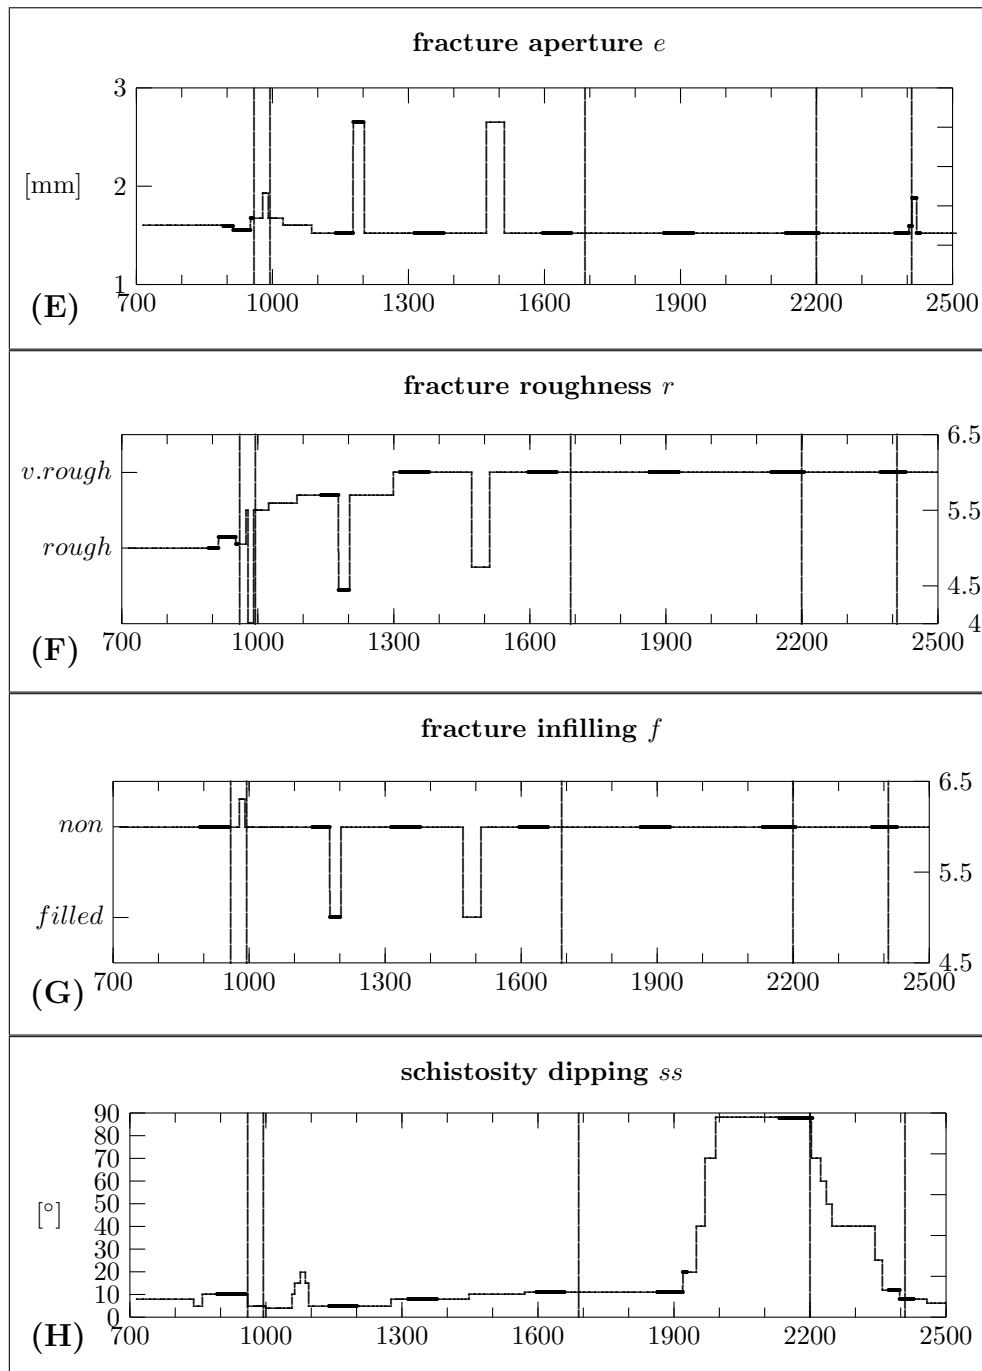 fracture aperture e
3
[mm]
2
1
700 1000 1300 1600 1900 2200 2500
(E)
fracture roughness r
6.5
v.rough
5.5
rough
4.5
4
700 1000 1300 1600 1900 2200 2500
(F)
fracture infilling f
6.5
non
5.5
filled
4.5
700 1000 1300 1600 1900 2200 2500
(G)
schistosity dipping ss
90
80
70
60
50
[°]
40
30
20
10
0
700 1000 1300 1600 1900 2200 2500
(H)